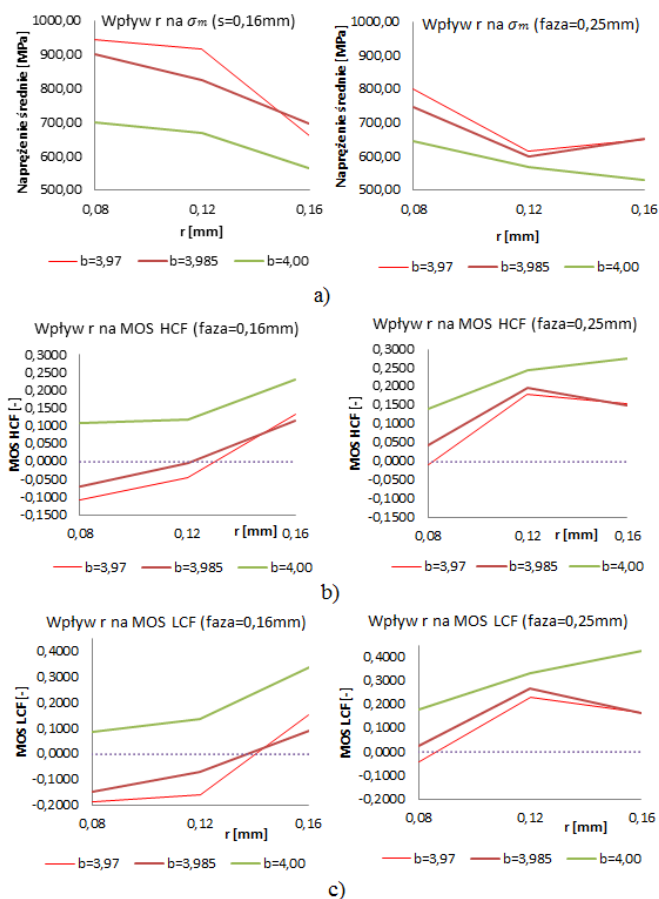 Wpływ r na σm (s=0,16mm)
Naprężenie średnie [MPa]
1000,00
900,00
800,00
700,00
600,00
500,00
0,08
0,12
0,16
r [mm]
b=3,97
b=3,985
b=4,00
Wpływ r na σm (faza=0,25mm)
Naprężenie średnie [MPa]
1000,00
900,00
800,00
700,00
600,00
500,00
0,08
0,12
0,16
r [mm]
b=3,97
b=3,985
b=4,00
a)
Wpływ r na MOS HCF (faza=0,16mm)
MOS HCF [-]
0,3000
0,2500
0,2000
0,1500
0,1000
0,0500
0,0000
-0,0500
-0,1000
-0,1500
0,08
0,12
r [mm]
0,16
b=3,97
b=3,985
b=4,00
Wpływ r na MOS HCF (faza=0,25mm)
MOS HCF [-]
0,3000
0,2500
0,2000
0,1500
0,1000
0,0500
0,0000
-0,0500
-0,1000
-0,1500
0,08
0,12
r [mm]
0,16
b=3,97
b=3,985
b=4,00
b)
Wpływ r na MOS LCF (faza=0,16mm)
MOS LCF [-]
0,4000
0,3000
0,2000
0,1000
0,0000
-0,1000
-0,2000
0,08
0,12
0,16
r [mm]
b=3,97
b=3,985
b=4,00
Wpływ r na MOS LCF (faza=0,25mm)
MOS LCF [-]
0,4000
0,3000
0,2000
0,1000
0,0000
-0,1000
-0,2000
0,08
0,12
0,16
r [mm]
b=3,97
b=3,985
b=4,00
c)